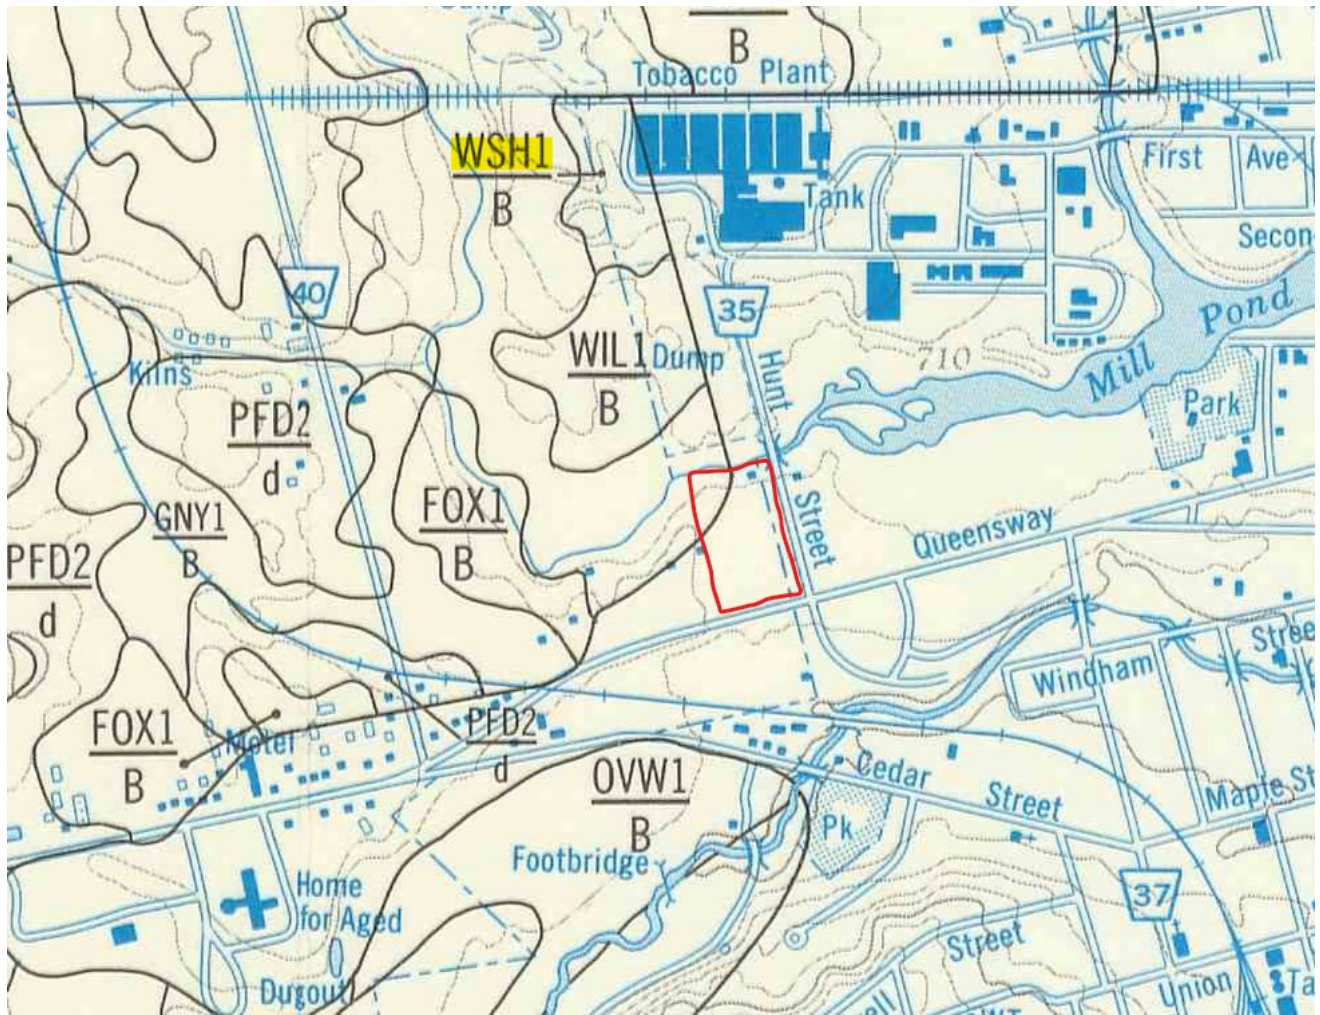 Dump
B
Tobacco Plant
WSH1
B
First Ave
Tank
Secon
40
35
Mill Pond
WIL1
B
Dump
Hunt Street
710
Kilns
Park
PFD2
d
FOX1
B
GNY1
B
Queensway
PFD2
d
Stree
Windham
FOX1
B
PFD2
d
OVW1
B
Cedar Street
Maple St
Pk
Footbridge
Home
for Aged
37
Street
Dugout
Union
Ta